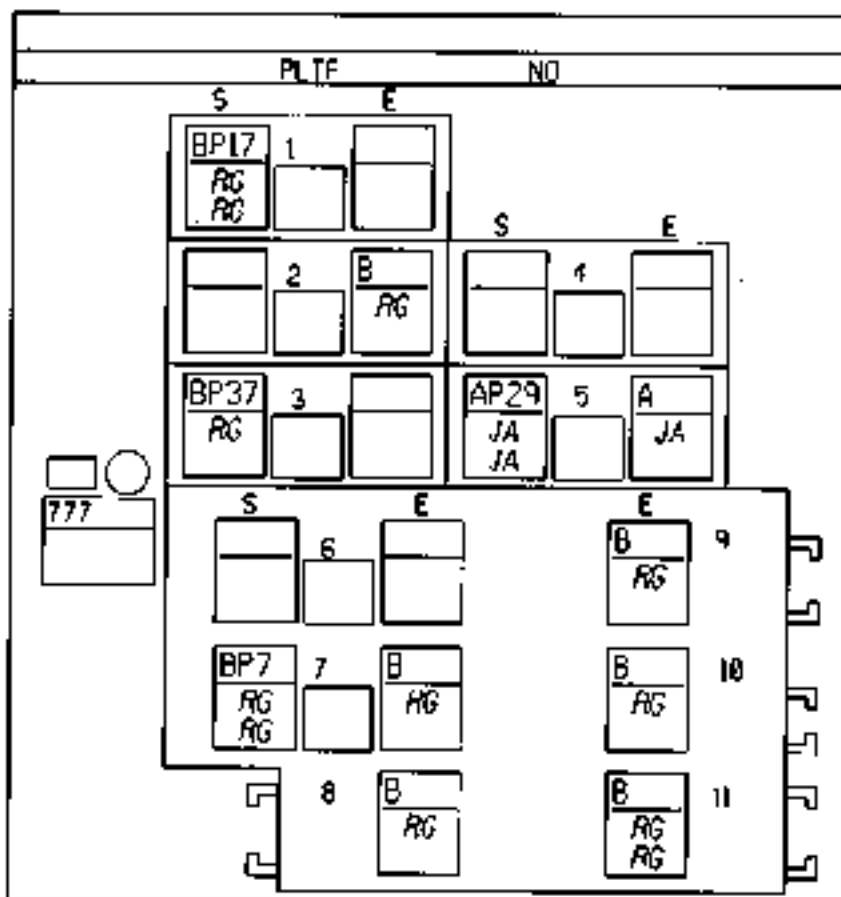 PLTF NO
S E
BP17 1
RG
RG
S E
2 B 4
RG
BP37 3 AP29 5 A
RG JA JA
JA
777
S E E
6 B 9
RG
BP7 7 B B 10
RG RG RG
RG
8 B B 11
RG RG
RG